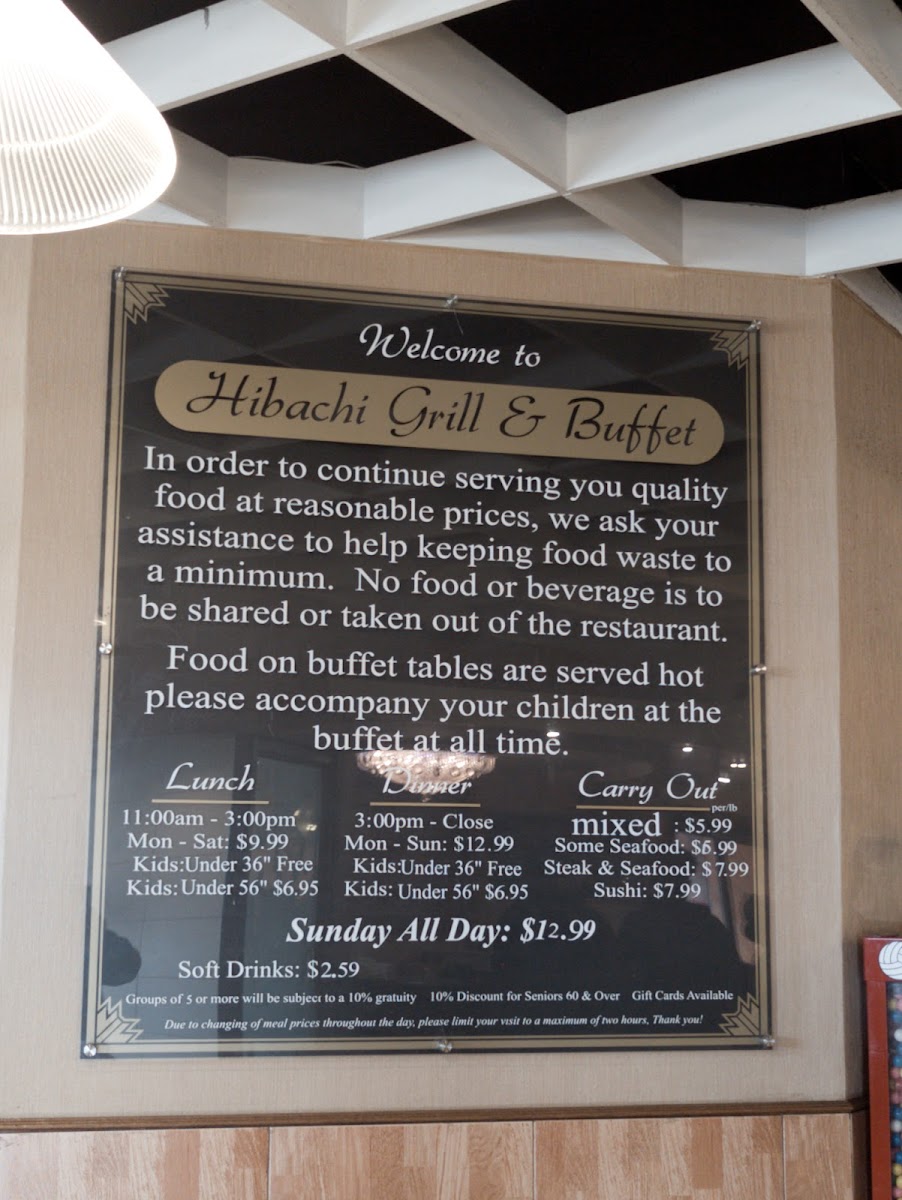 Welcome to
Hibachi Grill & Buffet
In order to continue serving you quality
food at reasonable prices, we ask your
assistance to help keeping food waste to
a minimum. No food or beverage is to
be shared or taken out of the restaurant.
Food on buffet tables are served hot
please accompany your children at the
buffet at all time.
Lunch
11:00am - 3:00pm
Mon - Sat: $9.99
Kids:Under 36" Free
Kids: Under 56" $6.95
Dinner
3:00pm - Close
Mon - Sun: $12.99
Kids:Under 36" Free
Kids: Under 56" $6.95
Carry Out
per/lb
mixed : $5.99
Some Seafood: $6.99
Steak & Seafood: $7.99
Sushi: $7.99
Sunday All Day: $12.99
Soft Drinks: $2.59
Groups of 5 or more will be subject to a 10% gratuity 10% Discount for Seniors 60 & Over Gift Cards Available
Due to changing of meal prices throughout the day, please limit your visit to a maximum of two hours, Thank you!